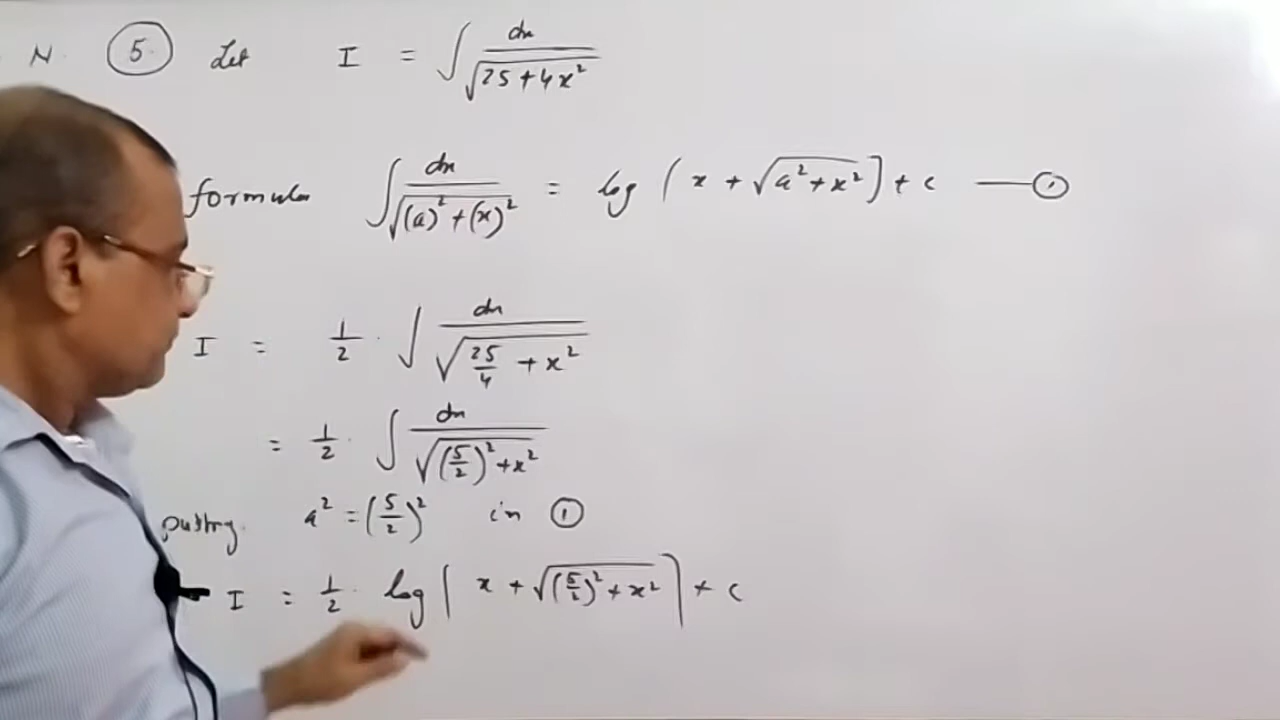 N. 5. Let I = ∫ dx / √(25 + 4x²)
formula ∫ dx / √((a)² + (x)²) = log [x + √(a² + x²)] + c — ①
I = 1/2 · ∫ dx / √(25/4 + x²)
= 1/2 · ∫ dx / √((5/2)² + x²)
putting a² = (5/2)² in ①
I = 1/2 · log [x + √((5/2)² + x²)] + c